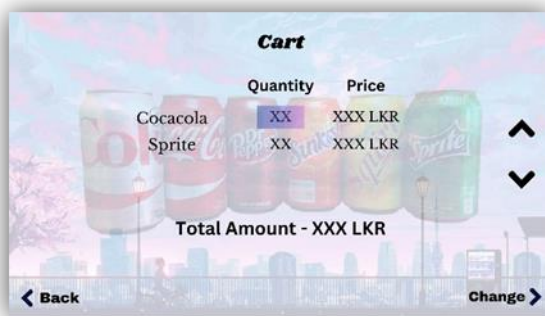 Cart
Quantity Price
Cocacola XX XXX LKR
Sprite XX XXX LKR
Total Amount - XXX LKR
Back Change